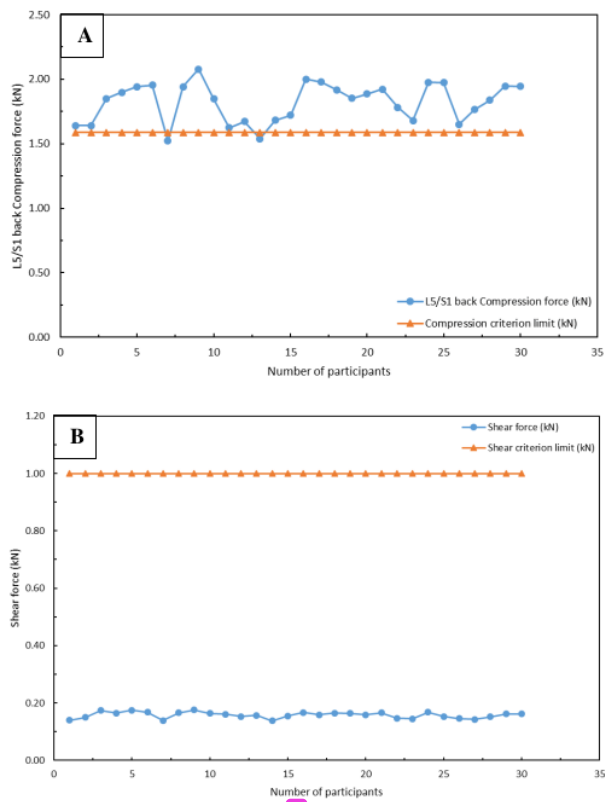 A
2.50
2.00
1.50
1.00
0.50
0.00
L5/S1 back Compression force (kN)
L5/S1 back Compression force (kN)
Compression criterion limit (kN)
0 5 10 15 20 25 30 35
Number of participants
B
1.20
1.00
0.80
0.60
0.40
0.20
0.00
Shear force (kN)
Shear force (kN)
Shear criterion limit (kN)
0 5 10 15 20 25 30 35
Number of participants